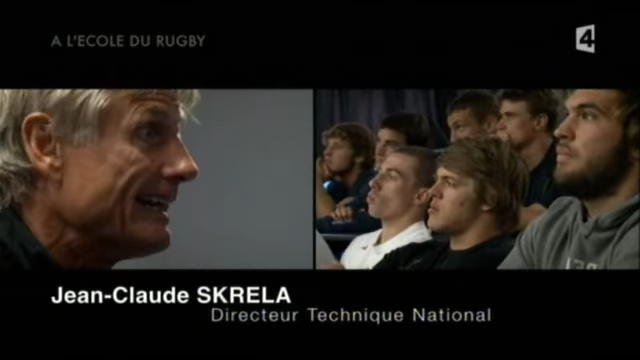 A L'ECOLE DU RUGBY
4
Jean-Claude SKRELA
Directeur Technique National